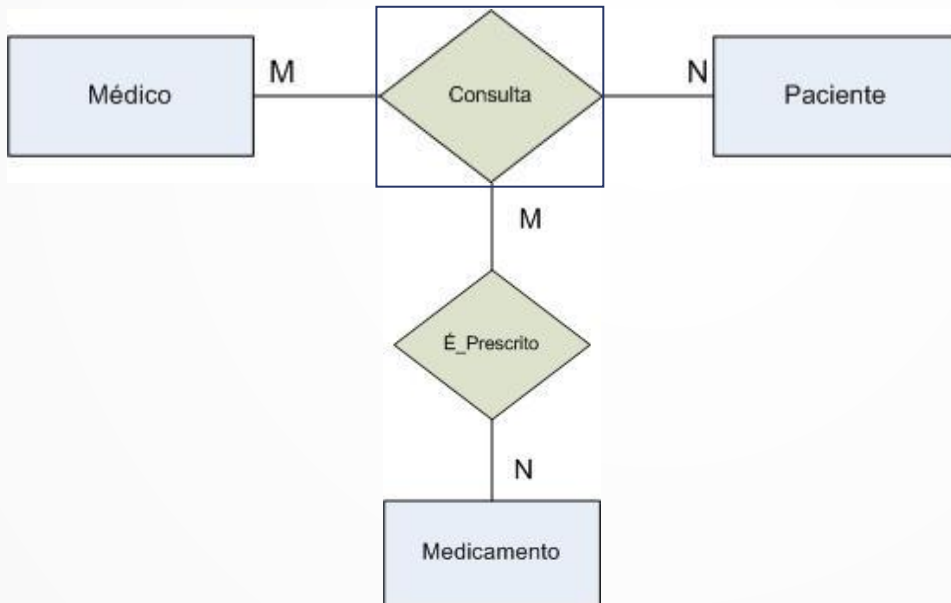 Médico
M
Consulta
N
Paciente
M
É_Prescrito
N
Medicamento